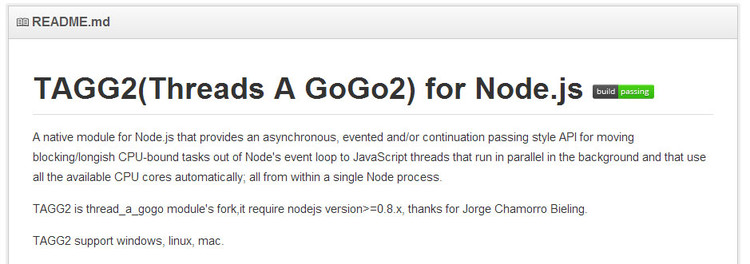 README.md
TAGG2(Threads A GoGo2) for Node.js build passing
A native module for Node.js that provides an asynchronous, evented and/or continuation passing style API for moving
blocking/longish CPU-bound tasks out of Node's event loop to JavaScript threads that run in parallel in the background and that use
all the available CPU cores automatically; all from within a single Node process.
TAGG2 is thread_a_gogo module's fork,it require nodejs version>=0.8.x, thanks for Jorge Chamorro Bieling.
TAGG2 support windows, linux, mac.